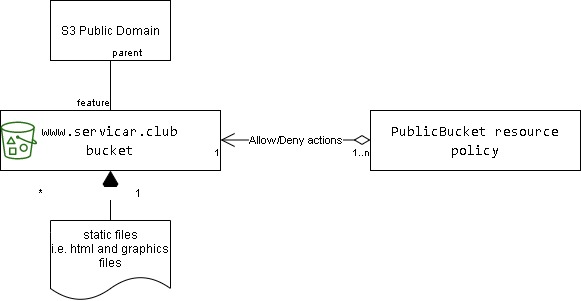 S3 Public Domain
parent
feature
www.servicar.club
bucket
1
Allow/Deny actions
1..n
PublicBucket resource
policy
*
1
static files
i.e. html and graphics
files